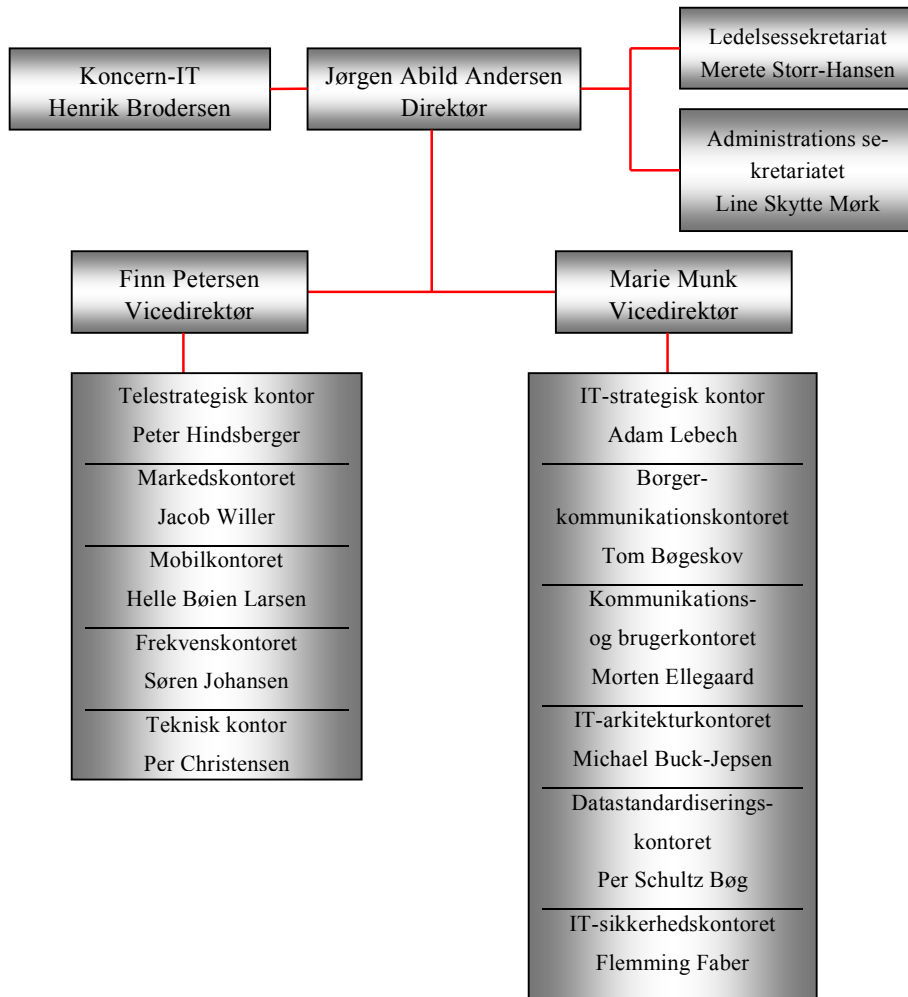 Ledelsessekretariat
Merete Storr-Hansen
Koncern-IT
Henrik Brodersen
Jørgen Abild Andersen
Direktør
Administrations se-
kretariatet
Line Skytte Mørk
Finn Petersen
Vicedirektør
Marie Munk
Vicedirektør
Telestrategisk kontor
Peter Hindsberger
Markedskontoret
Jacob Willer
Mobilkontoret
Helle Bøien Larsen
Frekvenskontoret
Søren Johansen
Teknisk kontor
Per Christensen
IT-strategisk kontor
Adam Lebech
Borger-
kommunikationskontoret
Tom Bøgeskov
Kommunikations-
og brugerkontoret
Morten Ellegaard
IT-arkitekturkontoret
Michael Buck-Jepsen
Datastandardiserings-
kontoret
Per Schultz Bøg
IT-sikkerhedskontoret
Flemming Faber